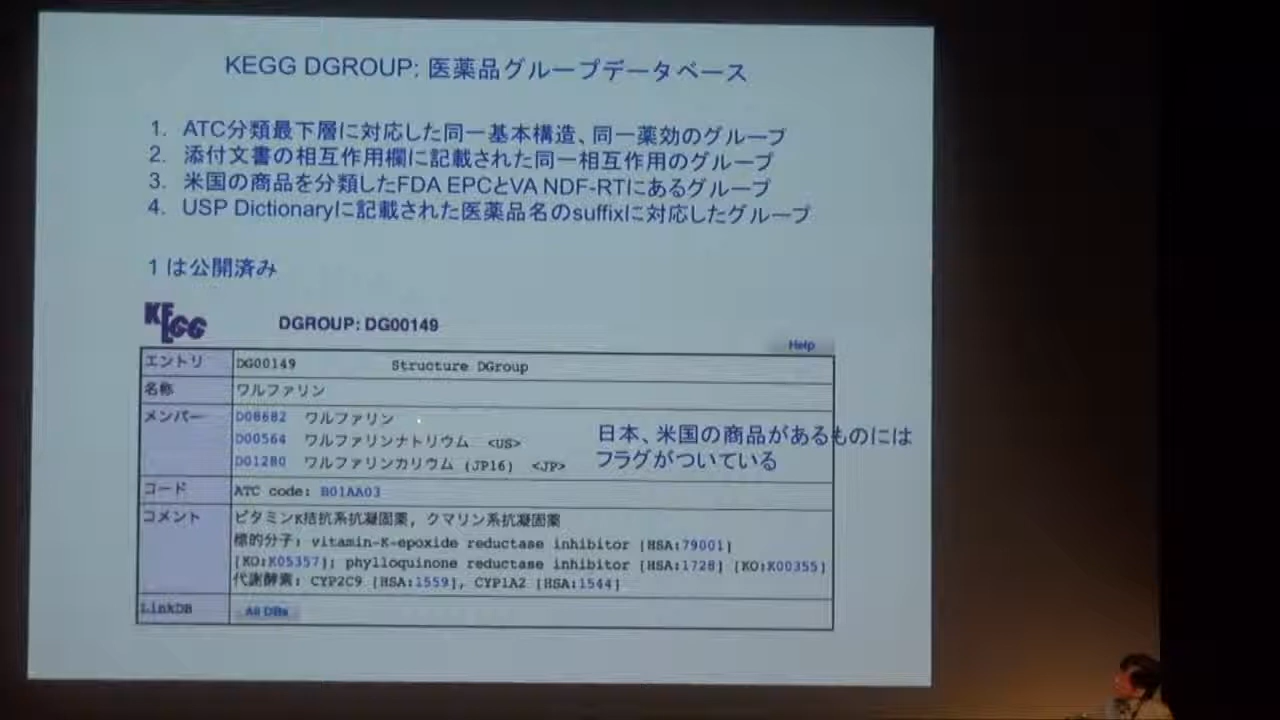 KEGG DGROUP: 医薬品グループデータベース
1. ATC分類最下層に対応した同一基本構造、同一薬効のグループ
2. 添付文書の相互作用欄に記載された同一相互作用のグループ
3. 米国の商品を分類したFDA EPCとVA NDF-RTにあるグループ
4. USP Dictionaryに記載された医薬品名のsuffixに対応したグループ
1 は公開済み
KEGG
DGROUP: DG00149
Help
エントリ DG00149 Structure DGroup
名称 ワルファリン
メンバー D08682 ワルファリン
D00564 ワルファリンナトリウム <US>
D01280 ワルファリンカリウム (JP16) <JP>
日本、米国の商品があるものには
フラグがついている
コード ATC code: B01AA03
コメント ビタミンK拮抗系抗凝固薬, クマリン系抗凝固薬
標的分子: vitamin-K-epoxide reductase inhibitor [HSA:79001]
[KO:K05357]; phylloquinone reductase inhibitor [HSA:1728] [KO:K00355]
代謝酵素: CYP2C9 [HSA:1559], CYP1A2 [HSA:1544]
LinkDB All DBs